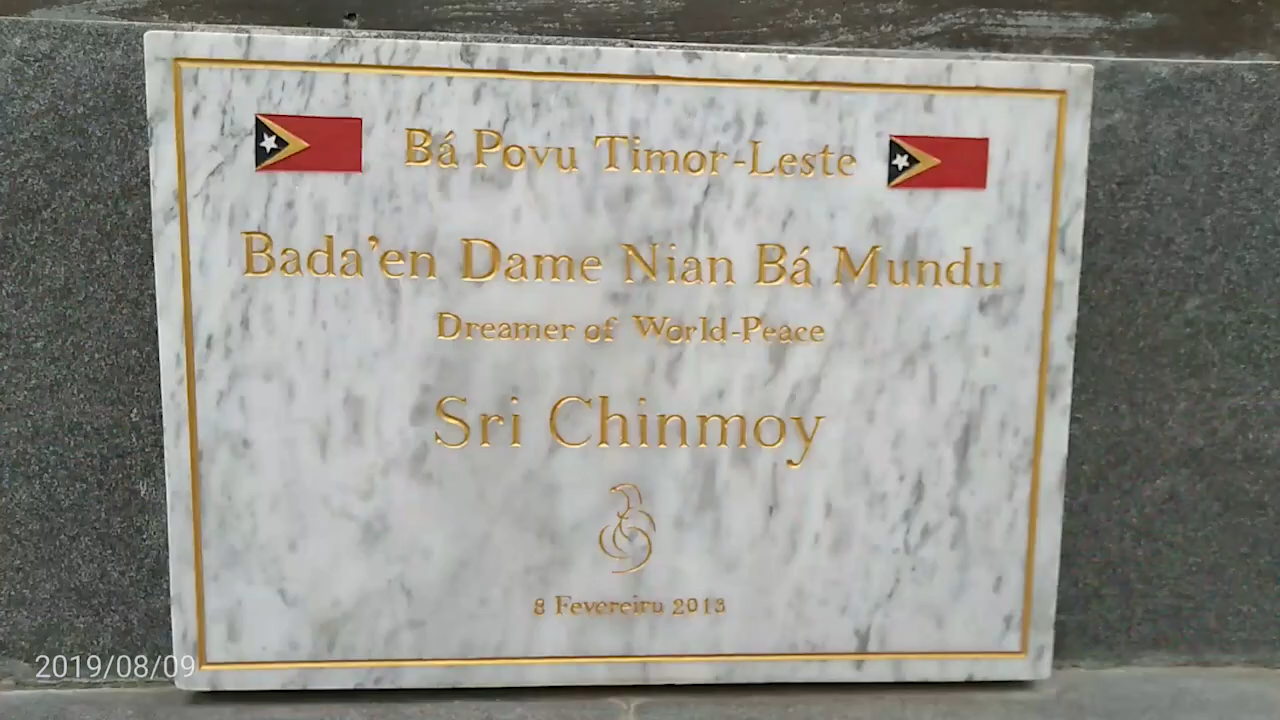 Bá Povu Timor-Leste
Bada'en Dame Nian Bá Mundu
Dreamer of World-Peace
Sri Chinmoy
8 Fevereiru 2013
2019/08/09